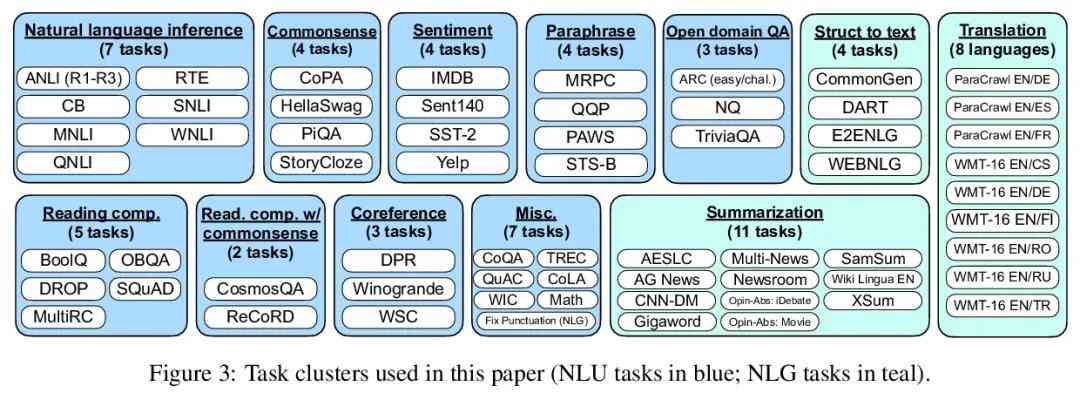 Natural language inference
(7 tasks)
ANLI (R1-R3)
RTE
CB
SNLI
MNLI
WNLI
QNLI
Commonsense
(4 tasks)
CoPA
HellaSwag
PiQA
StoryCloze
Sentiment
(4 tasks)
IMDB
Sent140
SST-2
Yelp
Paraphrase
(4 tasks)
MRPC
QQP
PAWS
STS-B
Open domain QA
(3 tasks)
ARC (easy/chal.)
NQ
TriviaQA
Struct to text
(4 tasks)
CommonGen
DART
E2ENLG
WEBNLG
Translation
(8 languages)
ParaCrawl EN/DE
ParaCrawl EN/ES
ParaCrawl EN/FR
WMT-16 EN/CS
WMT-16 EN/DE
WMT-16 EN/FI
WMT-16 EN/RO
WMT-16 EN/RU
WMT-16 EN/TR
Reading comp.
(5 tasks)
BoolQ
OBQA
DROP
SQuAD
MultiRC
Read. comp. w/
commonsense
(2 tasks)
CosmosQA
ReCoRD
Coreference
(3 tasks)
DPR
Winogrande
WSC
Misc.
(7 tasks)
CoQA
TREC
QuAC
CoLA
WIC
Math
Fix Punctuation (NLG)
Summarization
(11 tasks)
AESLC
Multi-News
SamSum
AG News
Newsroom
Wiki Lingua EN
CNN-DM
Opin-Abs: iDebate
XSum
Gigaword
Opin-Abs: Movie
Figure 3: Task clusters used in this paper (NLU tasks in blue; NLG tasks in teal).